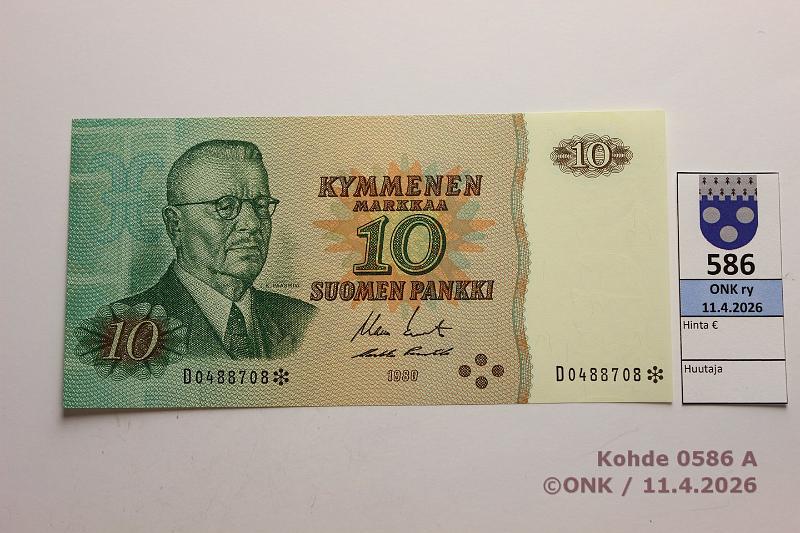 KYMMENEN
MARKKAA
10
SUOMEN PANKKI
10
10
D0488708*
1980
D0488708*
586
ONK ry
11.4.2026
Hinta €
Huutaja
Kohde 0586 A
©ONK / 11.4.2026